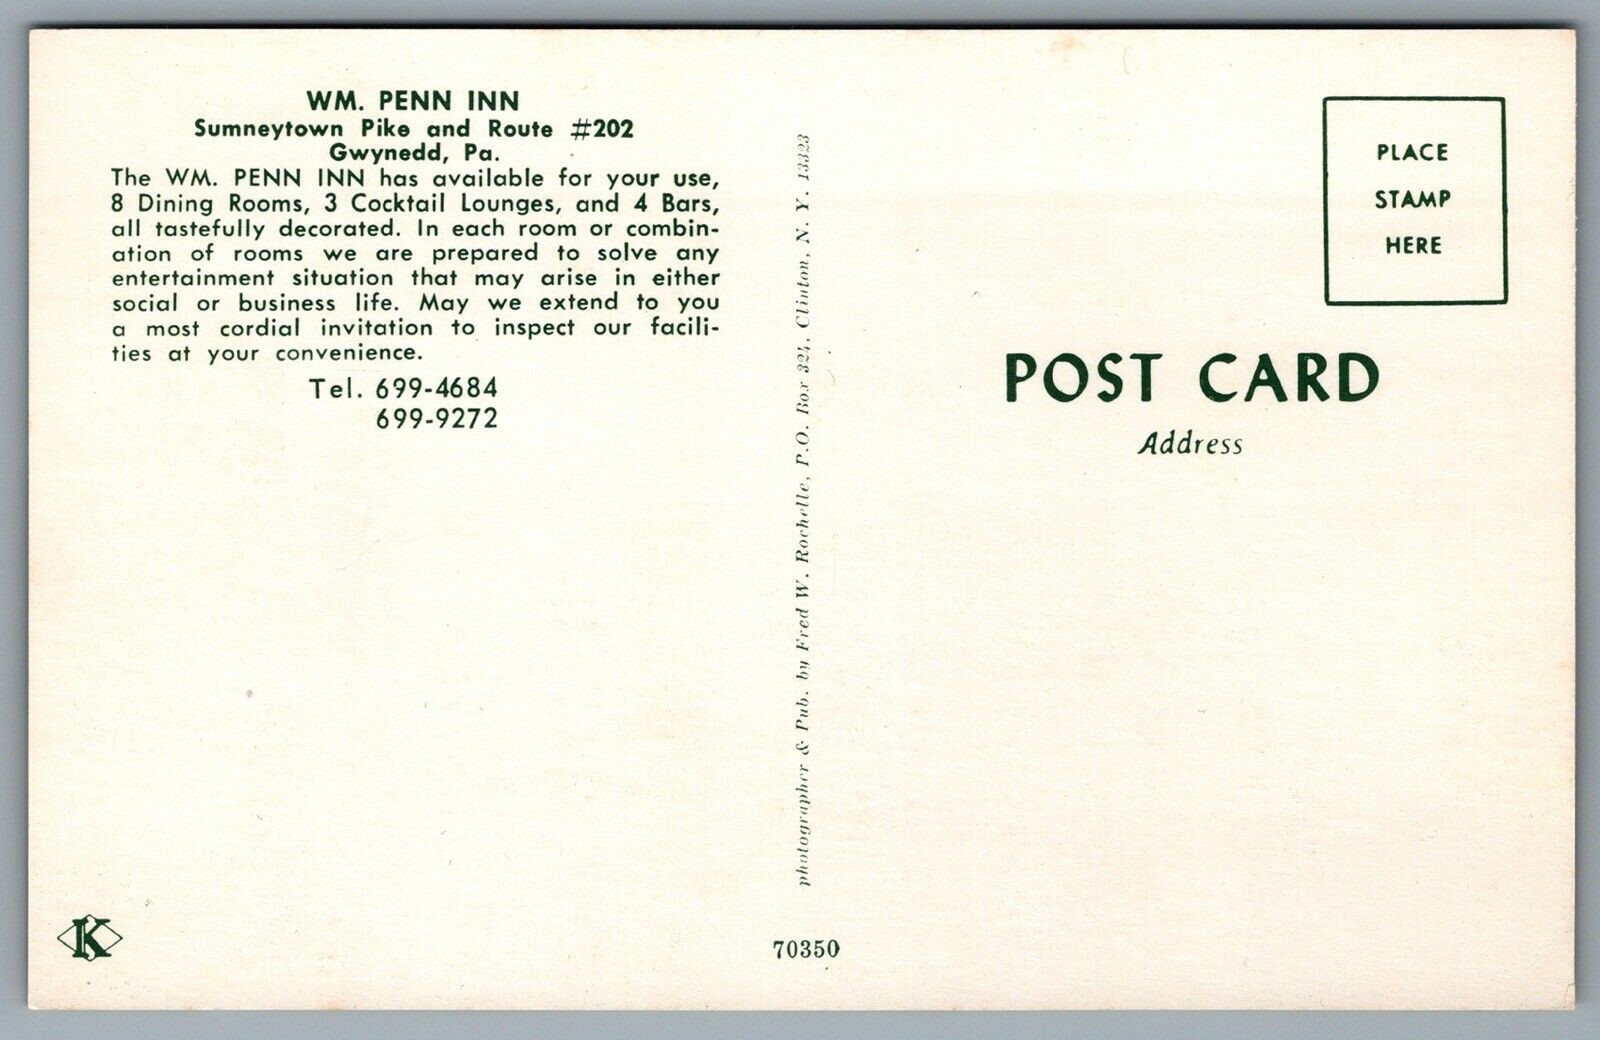 WM. PENN INN
Sumneytown Pike and Route #202
Gwynedd, Pa.
The WM. PENN INN has available for your use,
8 Dining Rooms, 3 Cocktail Lounges, and 4 Bars,
all tastefully decorated. In each room or combin-
ation of rooms we are prepared to solve any
entertainment situation that may arise in either
social or business life. May we extend to you
a most cordial invitation to inspect our facili-
ties at your convenience.
Tel. 699-4684
699-9272
K
photographer & Pub. by Fred W. Rochelle, P.O. Box 324, Clinton, N. Y. 13323
70350
PLACE
STAMP
HERE
POST CARD
Address